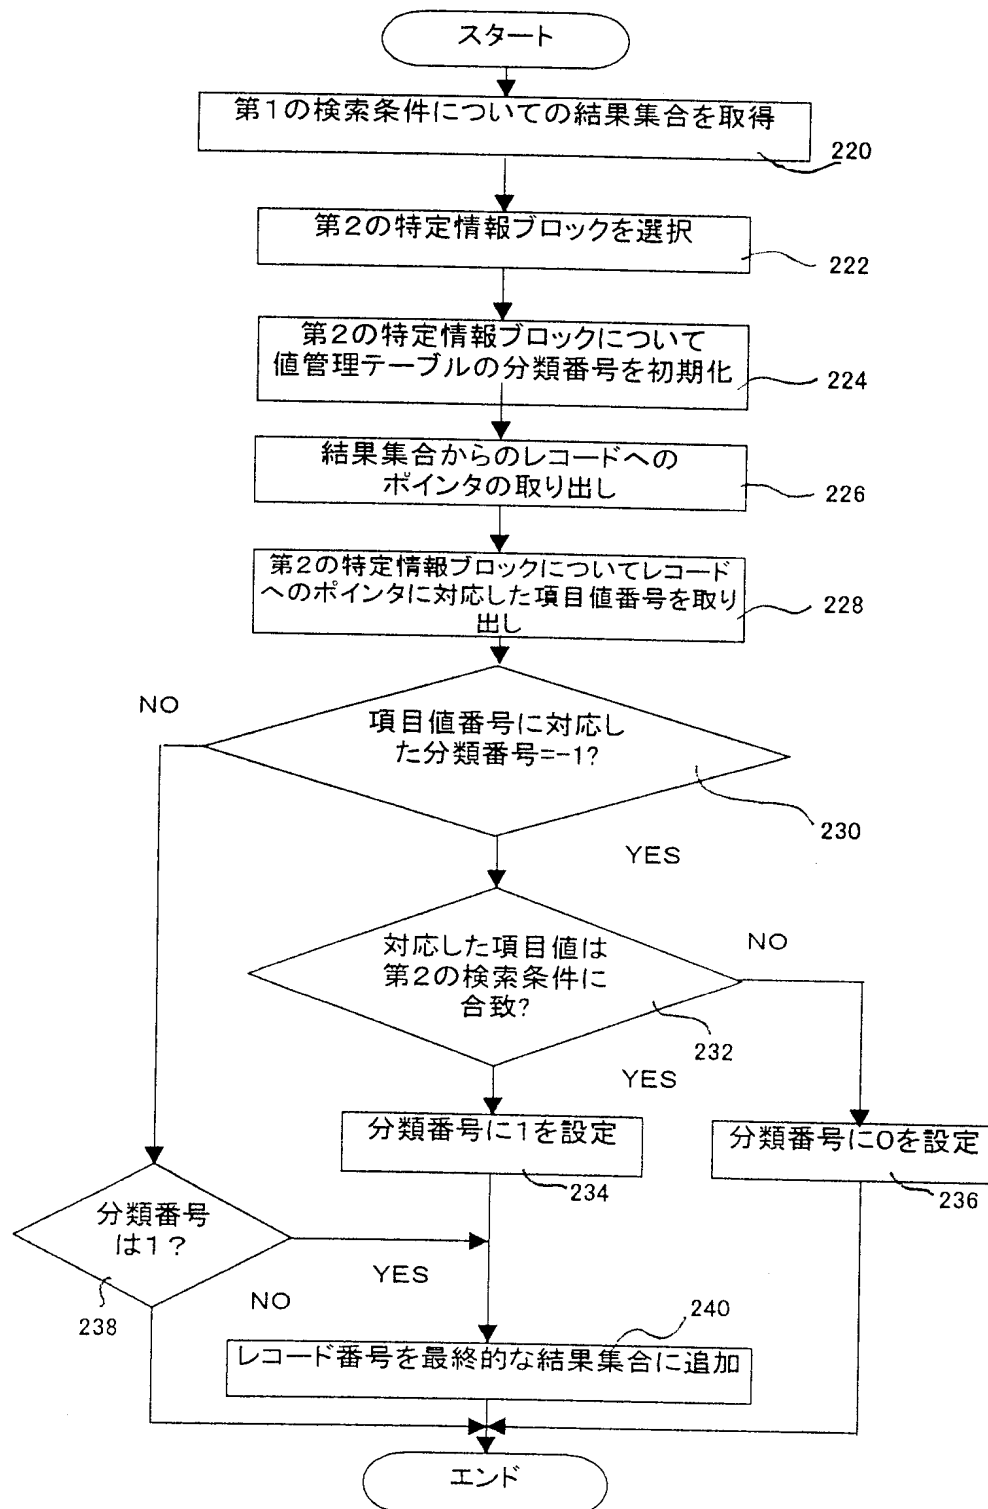 スタート
第1の検索条件についての結果集合を取得
220
第2の特定情報ブロックを選択
222
第2の特定情報ブロックについて
値管理テーブルの分類番号を初期化
224
結果集合からのレコードへの
ポインタの取り出し
226
第2の特定情報ブロックについてレコード
へのポインタに対応した項目値番号を取り
出し
228
NO
項目値番号に対応し
た分類番号=-1?
230
YES
対応した項目値は
第2の検索条件に
合致?
NO
232
YES
分類番号に1を設定
234
分類番号に0を設定
236
分類番号
は1?
YES
238
NO
240
レコード番号を最終的な結果集合に追加
エンド